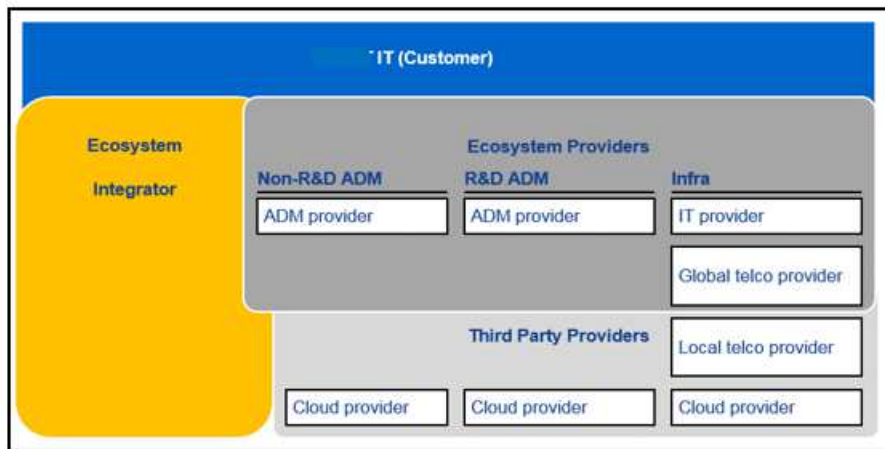 IT (Customer)
Ecosystem
Integrator
Ecosystem Providers
Non-R&D ADM
R&D ADM
Infra
ADM provider
ADM provider
IT provider
Global telco provider
Third Party Providers
Local telco provider
Cloud provider
Cloud provider
Cloud provider